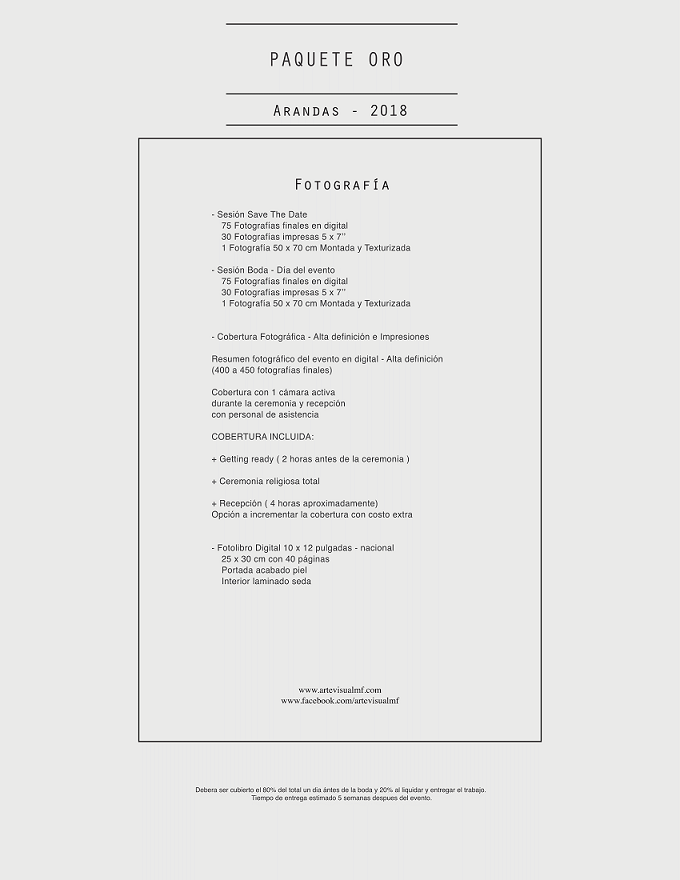 PAQUETE ORO
Arandas - 2018
Fotografía
- Sesión Save The Date
75 Fotografías finales en digital
30 Fotografías impresas 5 x 7’’
1 Fotografía 50 x 70 cm Montada y Texturizada
- Sesión Boda - Día del evento
75 Fotografías finales en digital
30 Fotografías impresas 5 x 7’’
1 Fotografía 50 x 70 cm Montada y Texturizada
- Cobertura Fotográfica - Alta definición e Impresiones
Resumen fotográfico del evento en digital - Alta definición
(400 a 450 fotografías finales)
Cobertura con 1 cámara activa
durante la ceremonia y recepción
con personal de asistencia
COBERTURA INCLUIDA:
+ Getting ready ( 2 horas antes de la ceremonia )
+ Ceremonia religiosa total
+ Recepción ( 4 horas aproximadamente)
Opción a incrementar la cobertura con costo extra
- Fotolibro Digital 10 x 12 pulgadas - nacional
25 x 30 cm con 40 páginas
Portada acabado piel
Interior laminado seda
www.artevisualmf.com
www.facebook.com/artevisualmf
Debera ser cubierto el 80% del total un dia ántes de la boda y 20% al liquidar y entregar el trabajo.
Tiempo de entrega estimado 5 semanas despues del evento.